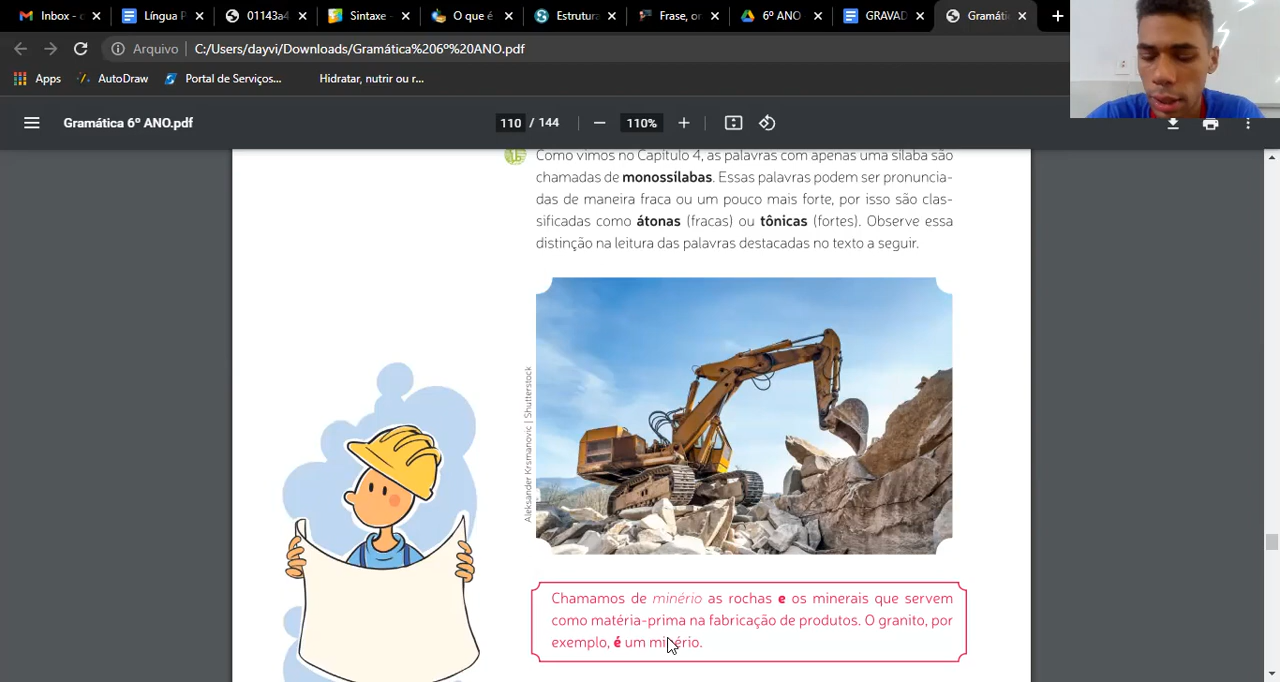 Inbox - c
Língua P
01143a4
Sintaxe -
O que é
Estrutura
Frase, or
6º ANO
GRAVAD
Gramáti
Arquivo
C:/Users/dayvi/Downloads/Gramática%206º%20ANO.pdf
Apps
AutoDraw
Portal de Serviços...
Hidratar, nutrir ou r...
Gramática 6º ANO.pdf
110 / 144
110%
Como vimos no Capítulo 4, as palavras com apenas uma sílaba são
chamadas de monossílabas. Essas palavras podem ser pronuncia-
das de maneira fraca ou um pouco mais forte, por isso são clas-
sificadas como átonas (fracas) ou tônicas (fortes). Observe essa
distinção na leitura das palavras destacadas no texto a seguir.
Aleksander Krsmanovic | Shutterstock
Chamamos de minério as rochas e os minerais que servem
como matéria-prima na fabricação de produtos. O granito, por
exemplo, é um minério.